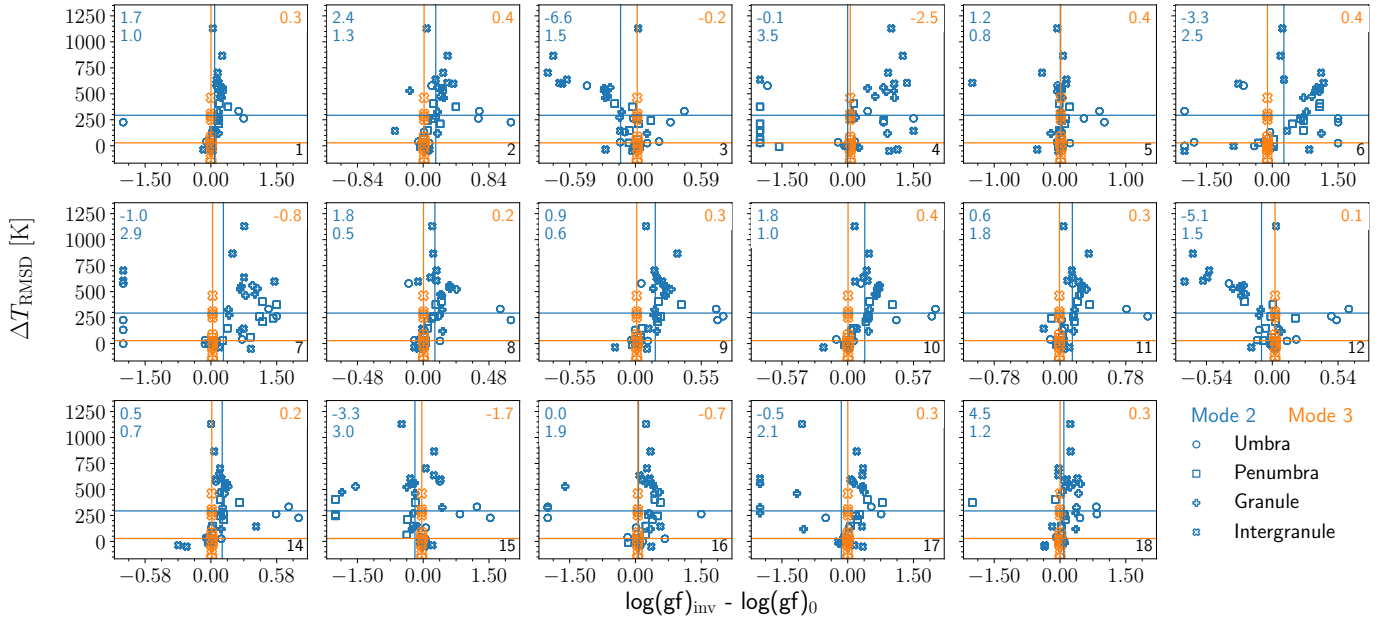 1.7 0.3
1.0
1
2.4 0.4
1.3
2
-6.6 -0.2
1.5
3
-0.1 -2.5
3.5
4
1.2 0.4
0.8
5
-3.3 0.4
2.5
6
1250
1000
750
500
250
0
−1.50 0.00 1.50
−0.84 0.00 0.84
−0.59 0.00 0.59
−1.50 0.00 1.50
−1.00 0.00 1.00
−1.50 0.00 1.50
ΔT_RMSD [K]
-1.0 -0.8
2.9
7
1.8 0.2
0.5
8
0.9 0.3
0.6
9
1.8 0.4
1.0
10
0.6 0.3
1.8
11
-5.1 0.1
1.5
12
1250
1000
750
500
250
0
−1.50 0.00 1.50
−0.48 0.00 0.48
−0.55 0.00 0.55
−0.57 0.00 0.57
−0.78 0.00 0.78
−0.54 0.00 0.54
0.5 0.2
0.7
14
-3.3 -1.7
3.0
15
0.0 -0.7
1.9
16
-0.5 0.3
2.1
17
4.5 0.3
1.2
18
1250
1000
750
500
250
0
−0.58 0.00 0.58
−1.50 0.00 1.50
−1.50 0.00 1.50
−1.50 0.00 1.50
−1.50 0.00 1.50
log(gf)_inv - log(gf)_0
Mode 2 Mode 3
Umbra
Penumbra
Granule
Intergranule